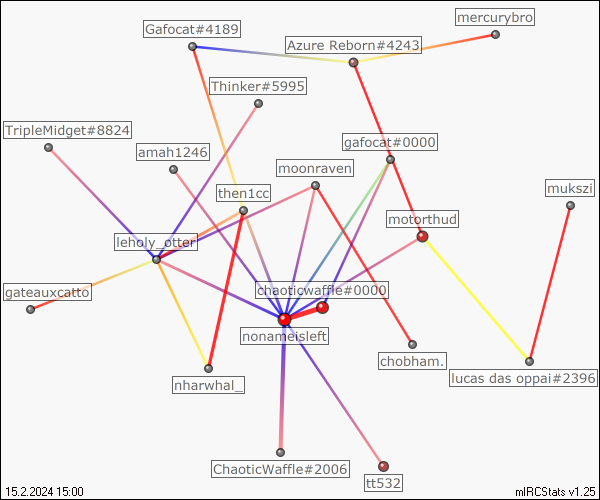 mercurybro
Gafocat#4189
Azure Reborn#4243
Thinker#5995
TripleMidget#8824
gafocat#0000
amah1246
moonraven
mukszi
then1cc
motorthud
leholy_otter
gateauxcatto
chaoticwaffle#0000
nonameisleft
chobham.
lucas das oppai#2396
nharwhal_
ChaoticWaffle#2006
tt532
15.2.2024 15:00
mIRCStats v1.25